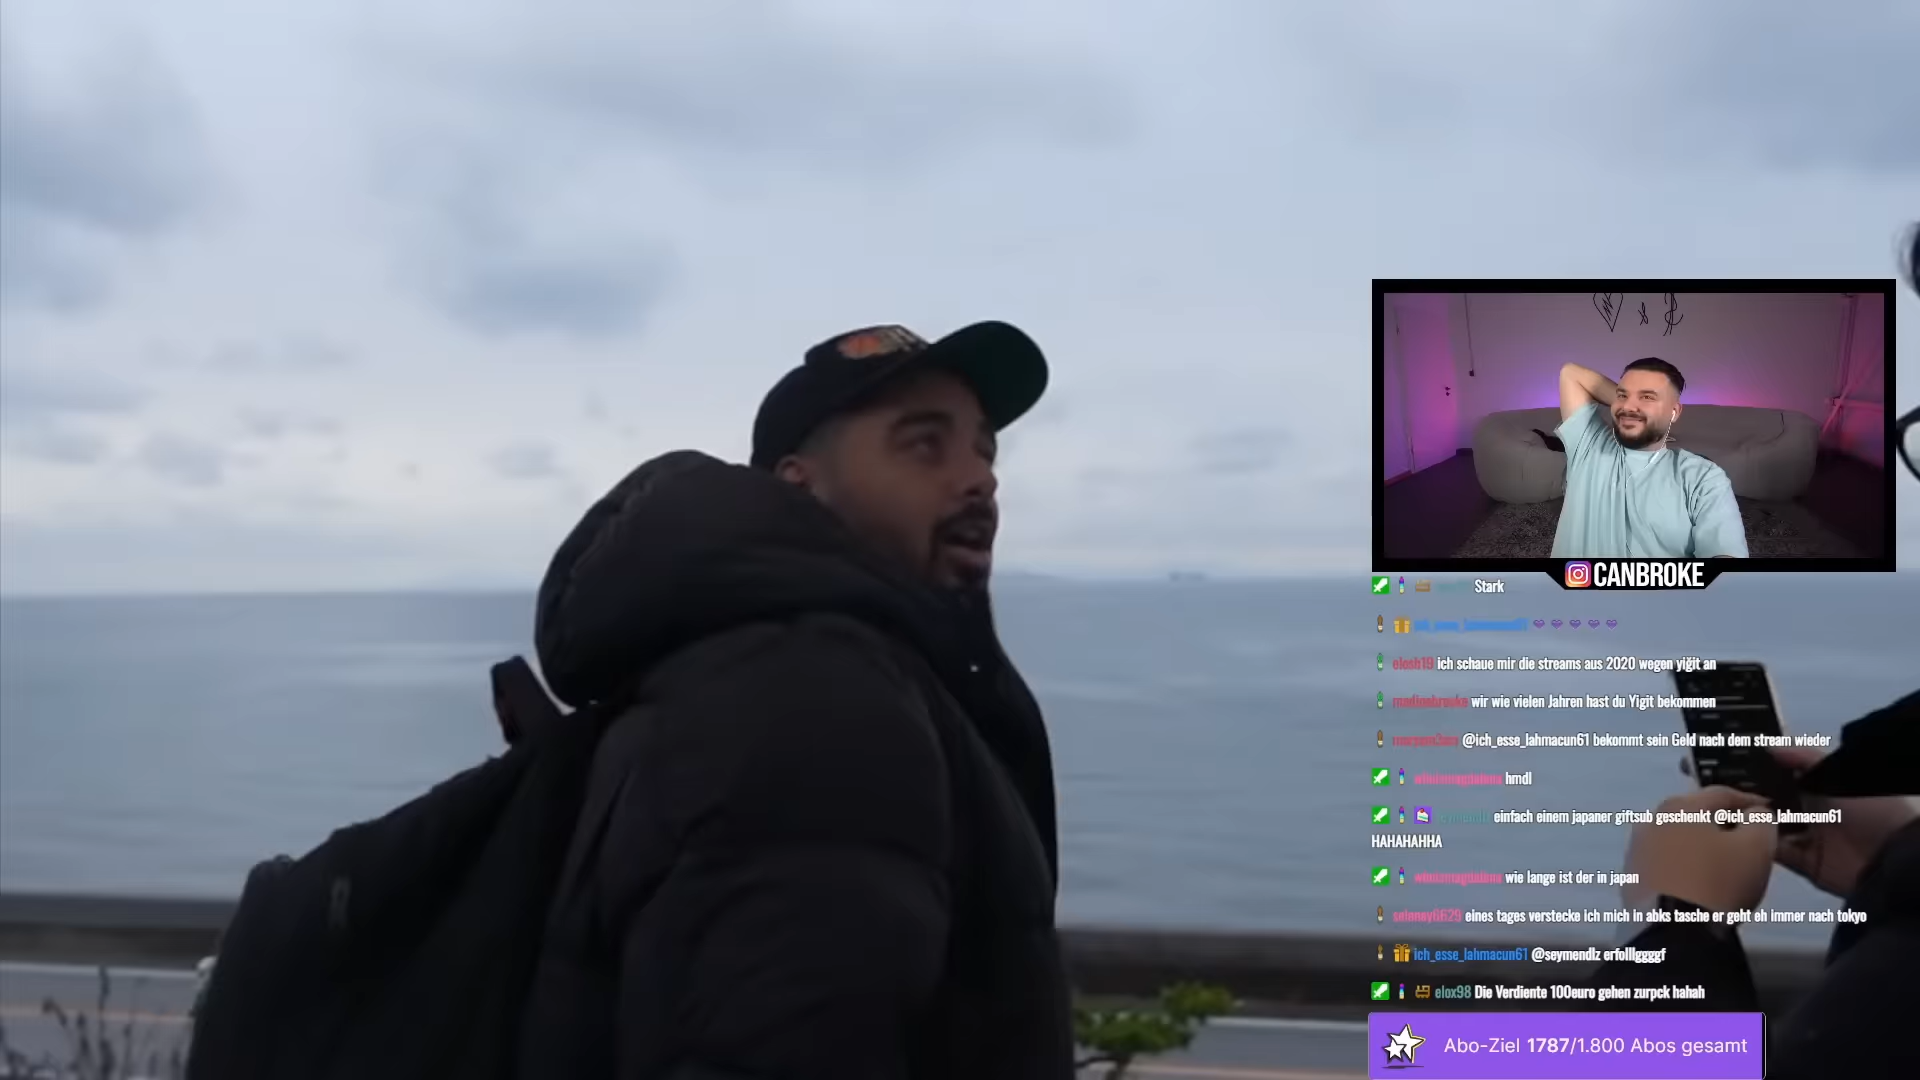 CANBROKE
Stark
elosh19 ich schaue mir die streams aus 2020 wegen yiğit an
wir wie vielen Jahren hast du Yigit bekommen
@ich_esse_lahmacun61 bekommt sein Geld nach dem stream wieder
hmdl
einfach einem japaner giftsub geschenkt @ich_esse_lahmacun61
HAHAHAHHA
wie lange ist der in japan
eines tages verstecke ich mich in abks tasche er geht eh immer nach tokyo
ich_esse_lahmacun61 @seymendlz erfolllggggf
elox98 Die Verdiente 100euro gehen zurpck hahah
Abo-Ziel 1787/1.800 Abos gesamt